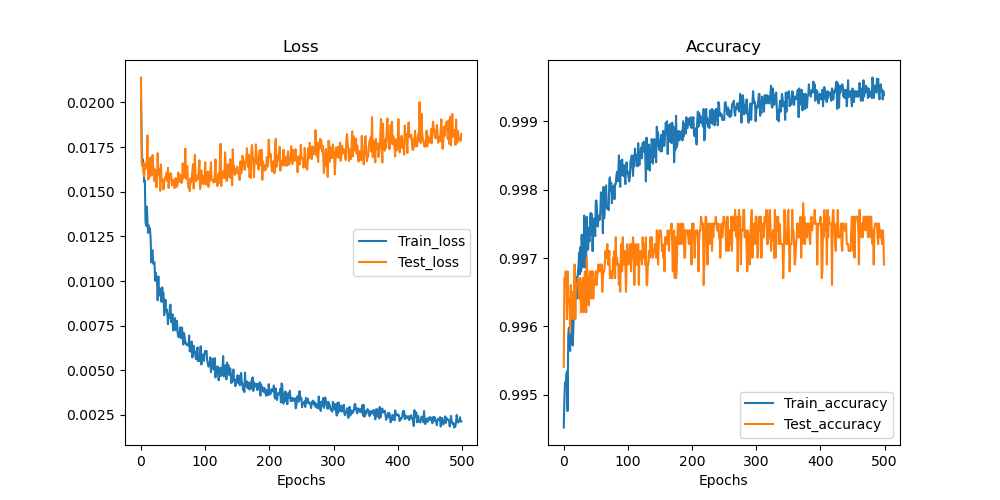 Loss
0.0200
0.0175
0.0150
0.0125
0.0100
0.0075
0.0050
0.0025
Train_loss
Test_loss
0 100 200 300 400 500
Epochs
Accuracy
0.999
0.998
0.997
0.996
0.995
Train_accuracy
Test_accuracy
0 100 200 300 400 500
Epochs